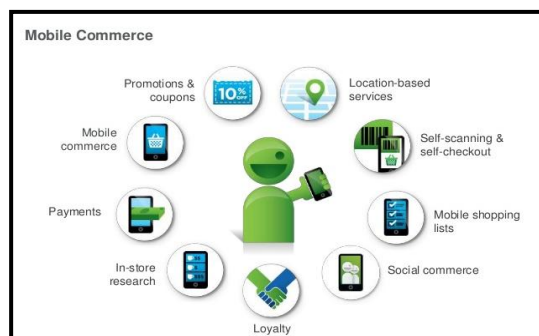 Mobile Commerce
Promotions &
coupons
10%
OFF
Location-based
services
Mobile
commerce
Self-scanning &
self-checkout
Payments
Mobile shopping
lists
In-store
research
Social commerce
Loyalty